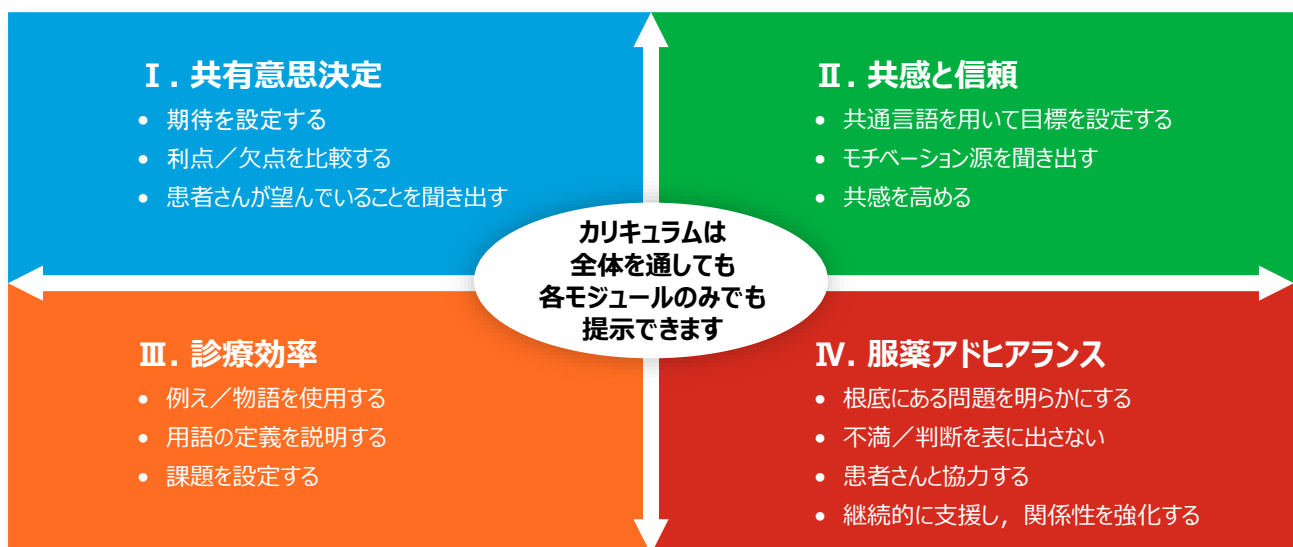 Ⅰ. 共有意思決定
• 期待を設定する
• 利点／欠点を比較する
• 患者さんが望んでいることを聞き出す
Ⅱ. 共感と信頼
• 共通言語を用いて目標を設定する
• モチベーション源を聞き出す
• 共感を高める
カリキュラムは
全体を通しても
各モジュールのみでも
提示できます
Ⅲ. 診療効率
• 例え／物語を使用する
• 用語の定義を説明する
• 課題を設定する
Ⅳ. 服薬アドヒアランス
• 根底にある問題を明らかにする
• 不満／判断を表に出さない
• 患者さんと協力する
• 継続的に支援し，関係性を強化する